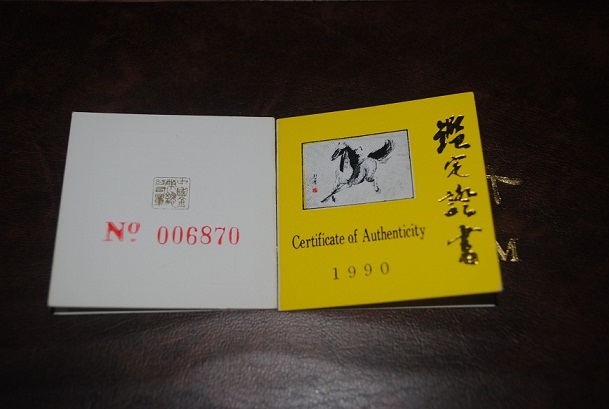 Nº 006870
Certificate of Authenticity
1990
鑑定證書
M